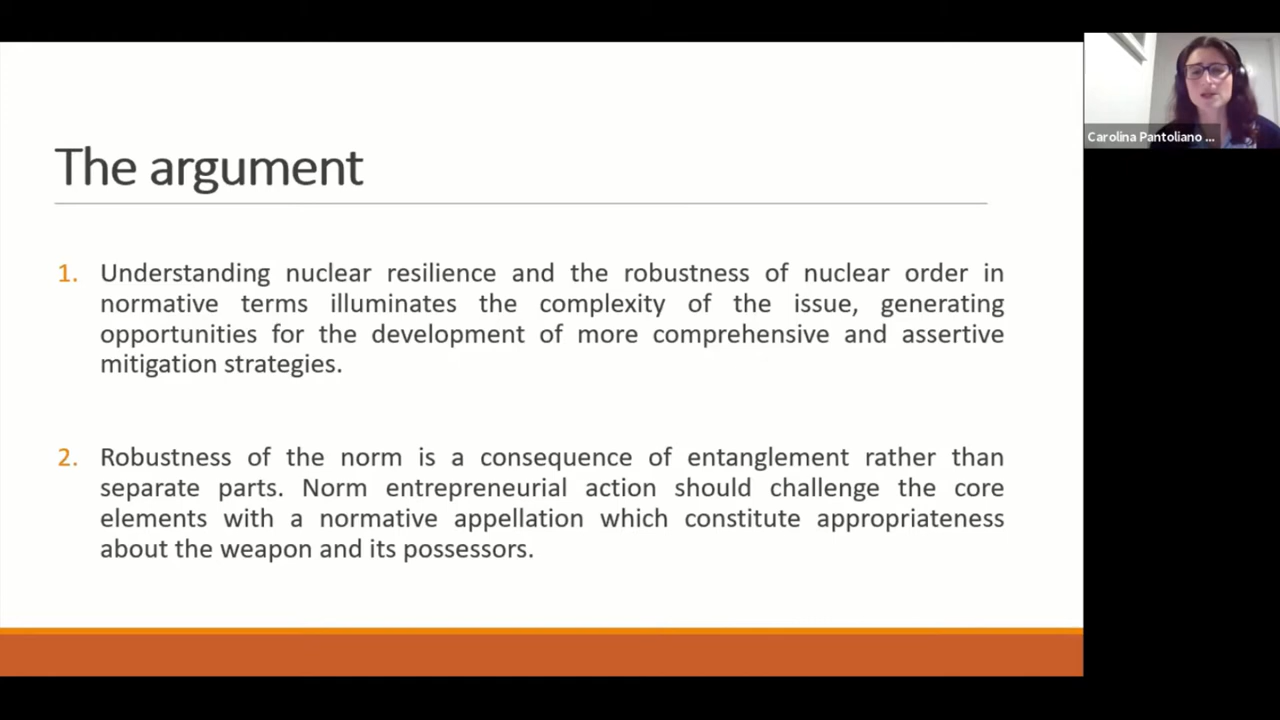 The argument
1. Understanding nuclear resilience and the robustness of nuclear order in
normative terms illuminates the complexity of the issue, generating
opportunities for the development of more comprehensive and assertive
mitigation strategies.
2. Robustness of the norm is a consequence of entanglement rather than
separate parts. Norm entrepreneurial action should challenge the core
elements with a normative appellation which constitute appropriateness
about the weapon and its possessors.
Carolina Pantoliano ...